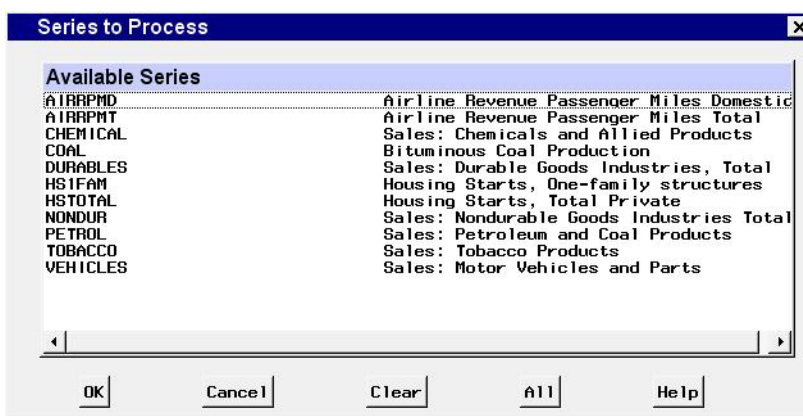 Series to Process
Available Series
AIRRPMD Airline Revenue Passenger Miles Domestic
AIRRPMT Airline Revenue Passenger Miles Total
CHEMICAL Sales: Chemicals and Allied Products
COAL Bituminous Coal Production
DURABLES Sales: Durable Goods Industries, Total
HS1FAM Housing Starts, One-family structures
HSTOTAL Housing Starts, Total Private
NONDUR Sales: Nondurable Goods Industries Total
PETROL Sales: Petroleum and Coal Products
TOBACCO Sales: Tobacco Products
VEHICLES Sales: Motor Vehicles and Parts
OK Cancel Clear All Help